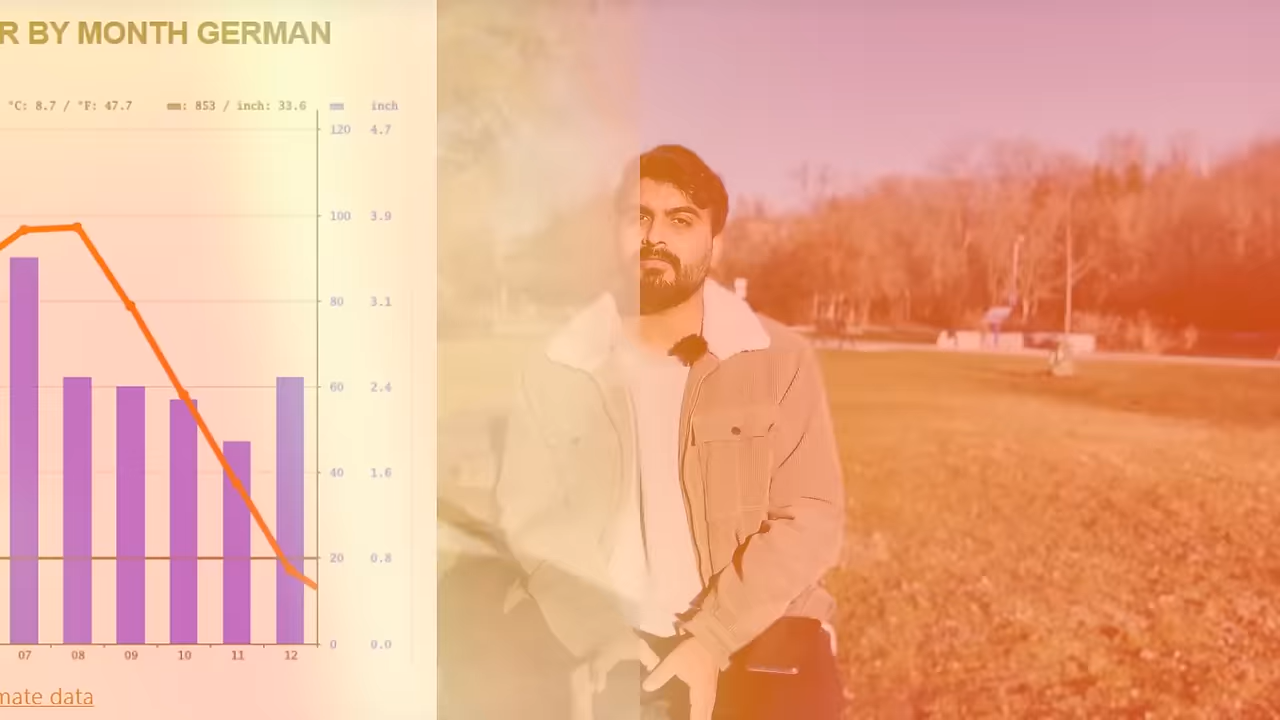 R BY MONTH GERMAN
°C: 8.7 / °F: 47.7 mm: 853 / inch: 33.6 mm inch
120 4.7
100 3.9
80 3.1
60 2.4
40 1.6
20 0.8
0 0.0
07 08 09 10 11 12
mate data